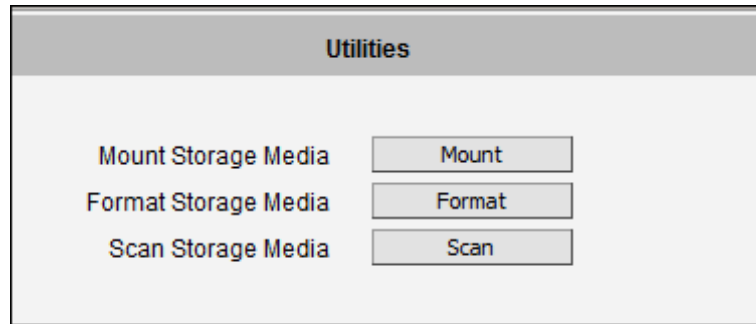 Utilities
Mount Storage Media Mount
Format Storage Media Format
Scan Storage Media Scan